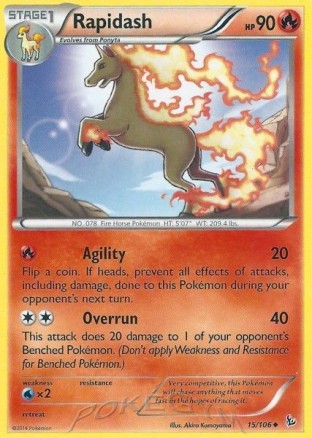 STAGE1
Rapidash
HP 90
Evolves from Ponyta
NO. 078. Fire Horse Pokémon. HT: 5'07" WT: 209.4 lbs.
Agility 20
Flip a coin. If heads, prevent all effects of attacks,
including damage, done to this Pokémon during your
opponent's next turn.
Overrun 40
This attack does 20 damage to 1 of your opponent's
Benched Pokémon. (Don't apply Weakness and Resistance
for Benched Pokémon.)
weakness
resistance
×2
Very competitive, this Pokémon
will chase anything that moves fast
in the hopes of racing it.
retreat
©2014 Pokémon
Illus. Akira Komayama
15/106